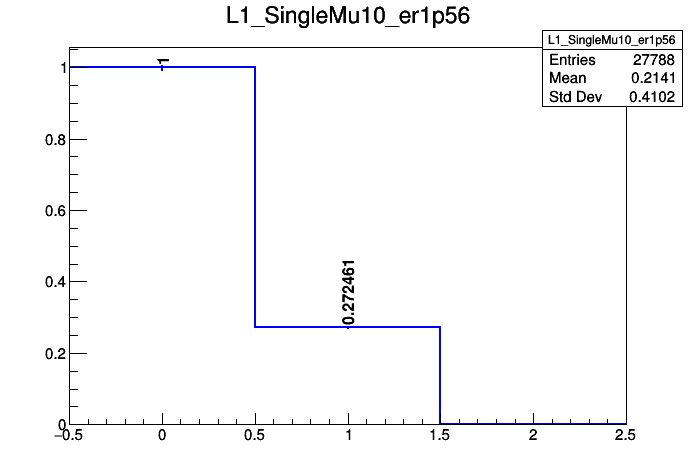 L1_SingleMu10_er1p56
L1_SingleMu10_er1p56
Entries 27788
Mean 0.2141
Std Dev 0.4102
1
0.272461
1
0.8
0.6
0.4
0.2
0
−0.5 0 0.5 1 1.5 2 2.5